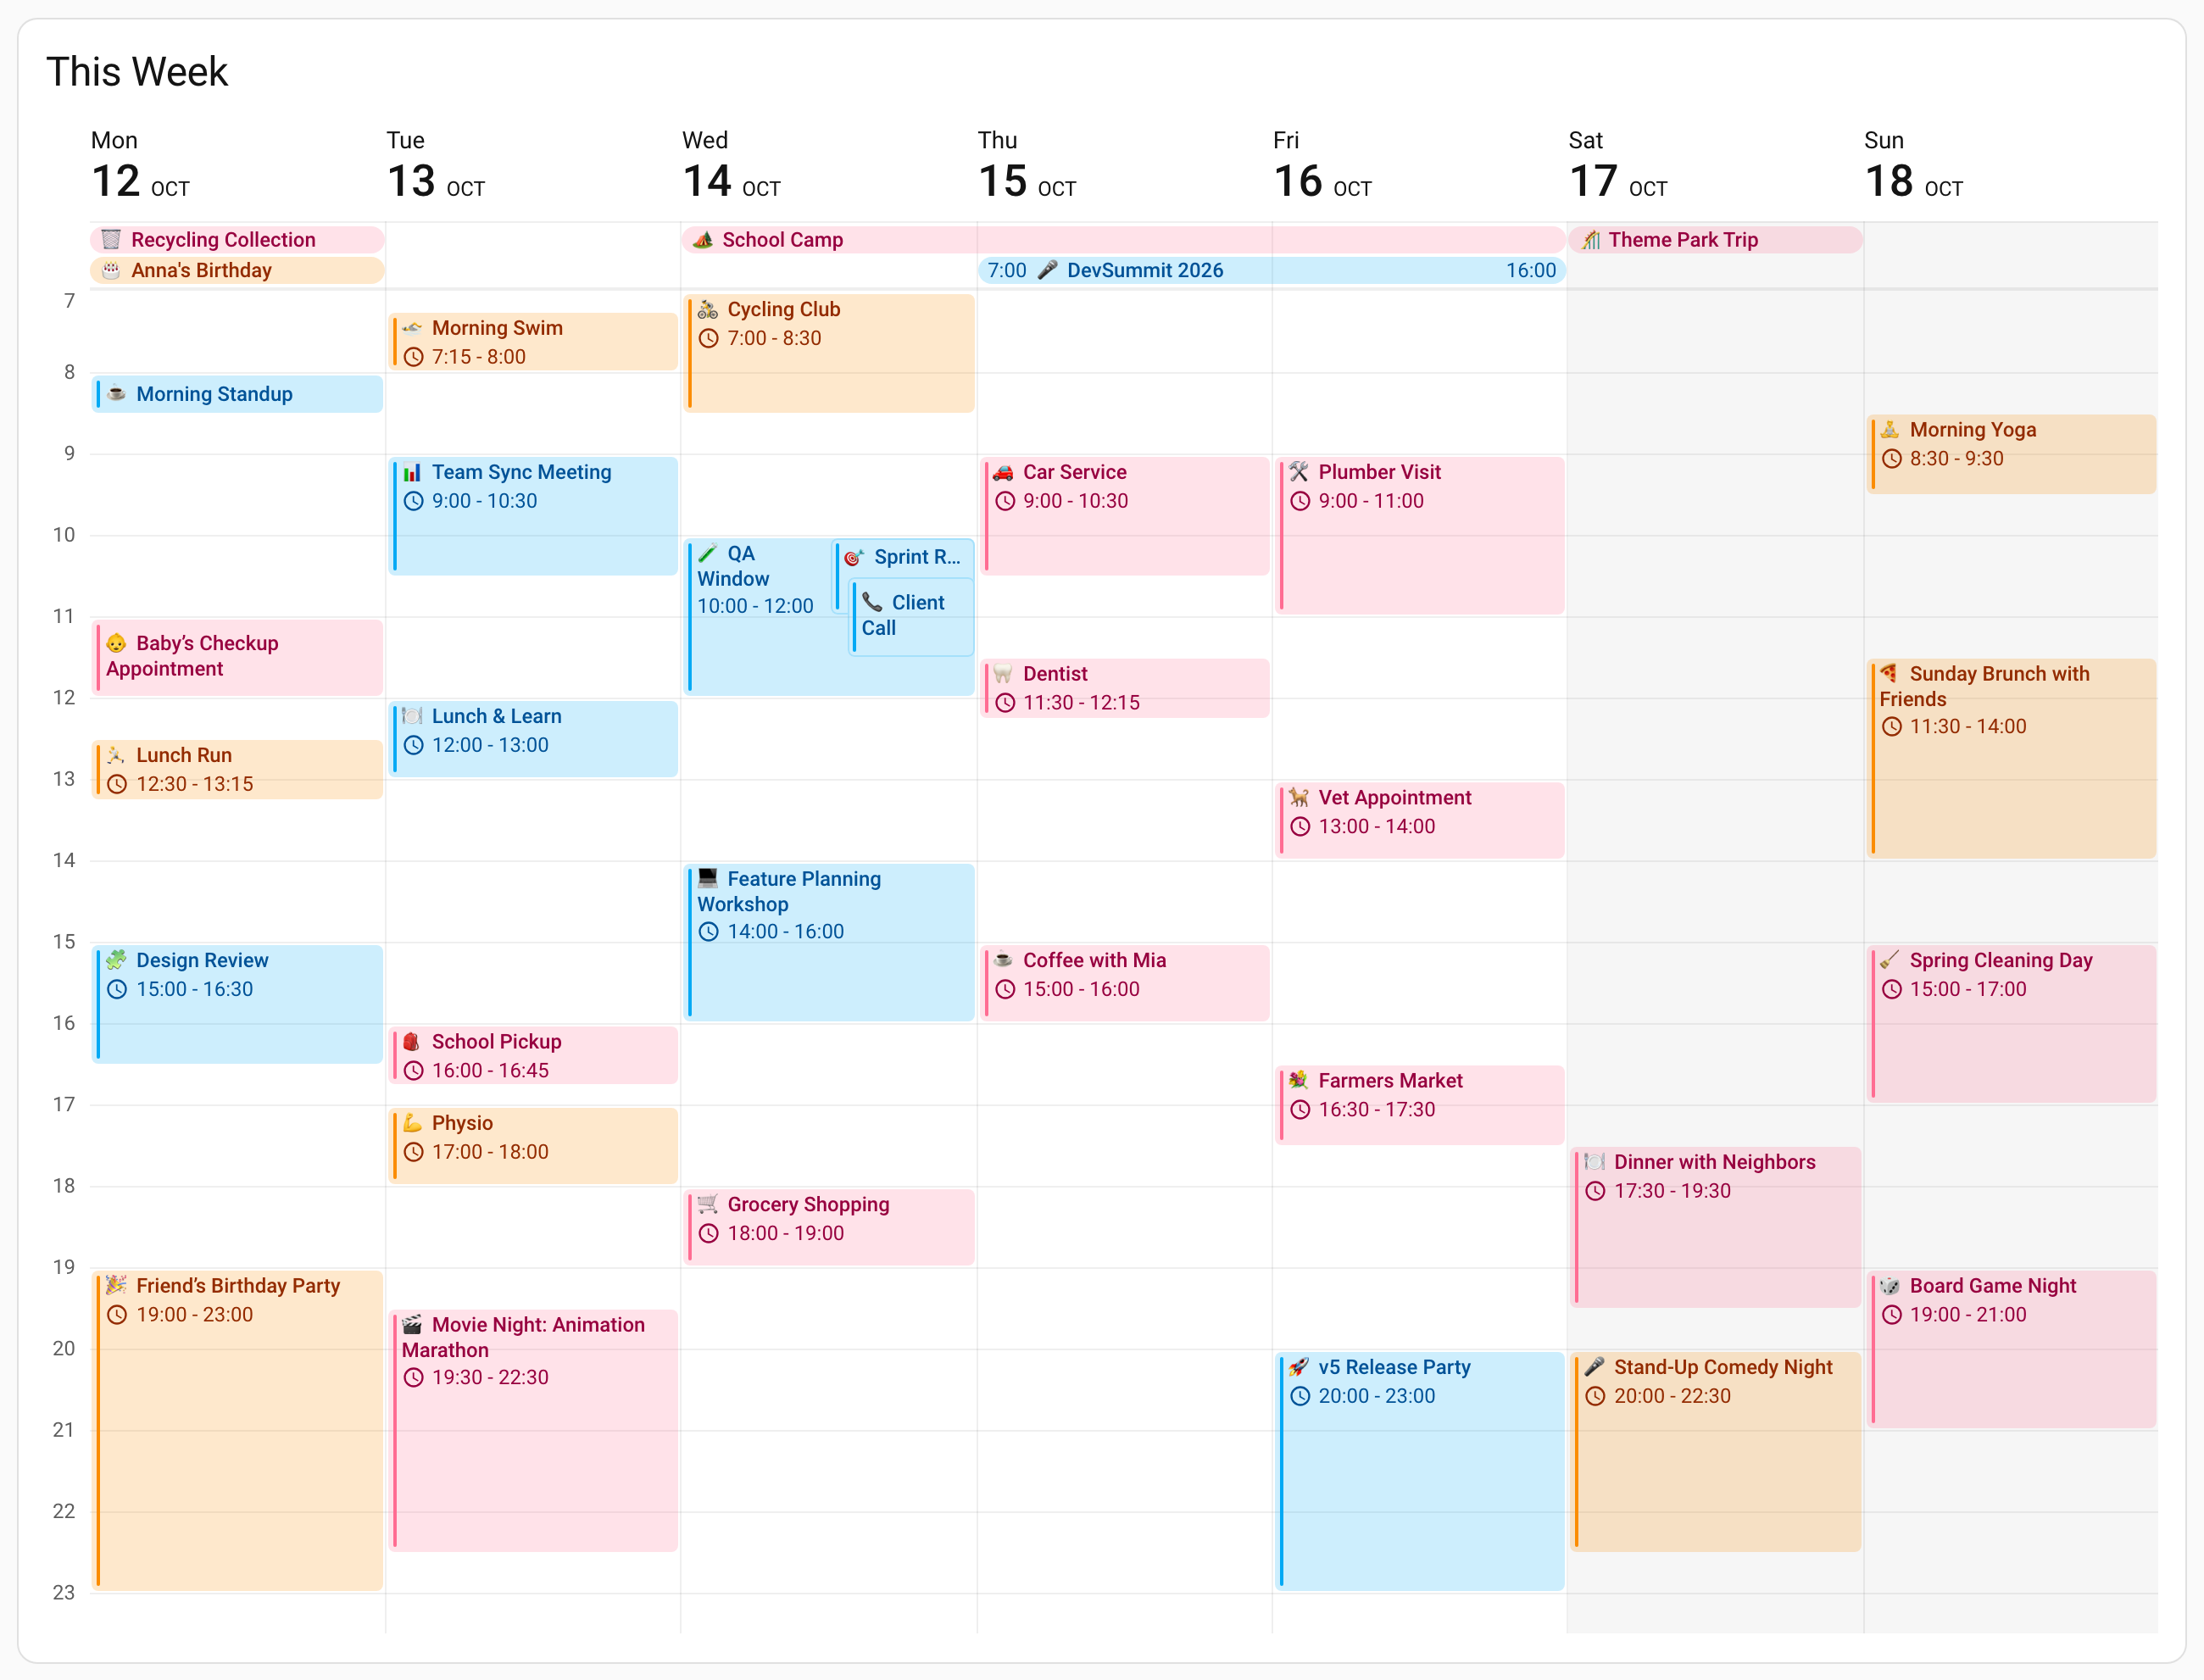 This Week
Mon
12 OCT
Tue
13 OCT
Wed
14 OCT
Thu
15 OCT
Fri
16 OCT
Sat
17 OCT
Sun
18 OCT
Recycling Collection
Anna's Birthday
School Camp
7:00 DevSummit 2026 16:00
Theme Park Trip
7
8
9
10
11
12
13
14
15
16
17
18
19
20
21
22
23
Morning Standup
Baby’s Checkup
Appointment
Lunch Run
12:30 - 13:15
Design Review
15:00 - 16:30
Friend’s Birthday Party
19:00 - 23:00
Morning Swim
7:15 - 8:00
Team Sync Meeting
9:00 - 10:30
Lunch & Learn
12:00 - 13:00
School Pickup
16:00 - 16:45
Physio
17:00 - 18:00
Movie Night: Animation
Marathon
19:30 - 22:30
Cycling Club
7:00 - 8:30
QA
Window
10:00 - 12:00
Sprint R...
Client
Call
Feature Planning
Workshop
14:00 - 16:00
Grocery Shopping
18:00 - 19:00
Car Service
9:00 - 10:30
Dentist
11:30 - 12:15
Coffee with Mia
15:00 - 16:00
Plumber Visit
9:00 - 11:00
Vet Appointment
13:00 - 14:00
Farmers Market
16:30 - 17:30
v5 Release Party
20:00 - 23:00
Dinner with Neighbors
17:30 - 19:30
Stand-Up Comedy Night
20:00 - 22:30
Morning Yoga
8:30 - 9:30
Sunday Brunch with
Friends
11:30 - 14:00
Spring Cleaning Day
15:00 - 17:00
Board Game Night
19:00 - 21:00